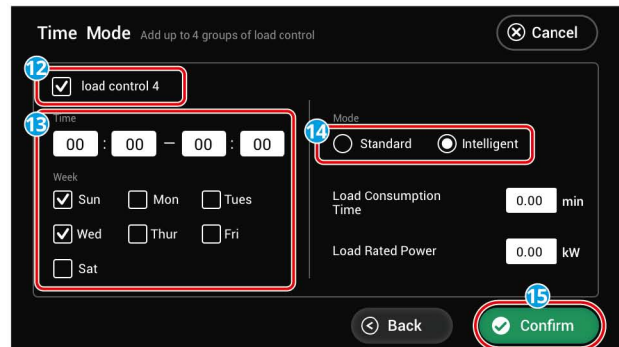 Time Mode Add up to 4 groups of load control
Cancel
12
load control 4
13
Time
00 : 00 – 00 : 00
Week
Sun Mon Tues
Wed Thur Fri
Sat
14
Mode
Standard Intelligent
Load Consumption
Time
0.00 min
Load Rated Power 0.00 kW
15
Back Confirm